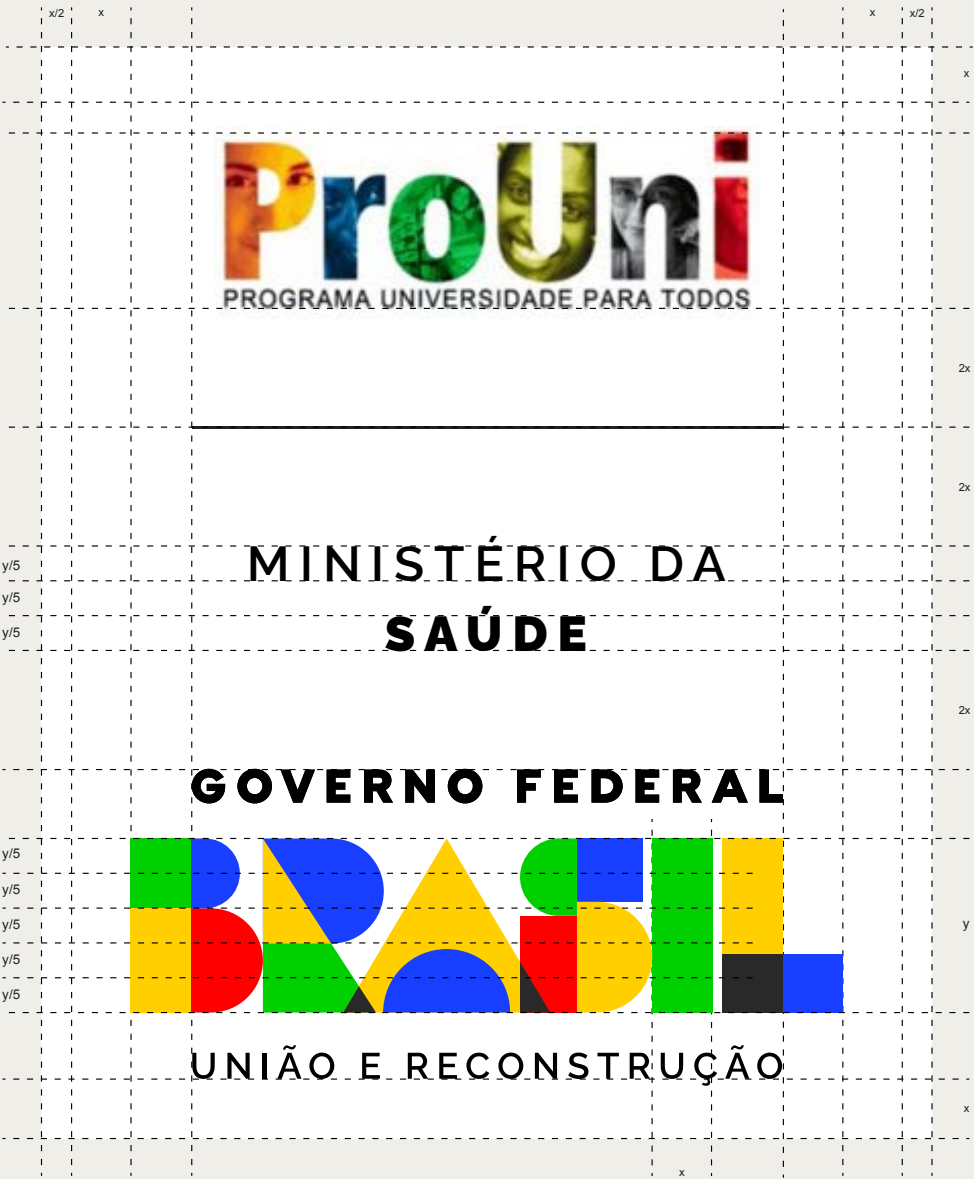 x/2 x x x/2
x
ProUni
PROGRAMA UNIVERSIDADE PARA TODOS
2x
2x
MINISTÉRIO DA
y/5
y/5
SAÚDE
y/5
2x
GOVERNO FEDERAL
BRASIL
y/5
y/5
y/5
y
y/5
y/5
UNIÃO E RECONSTRUÇÃO
x
x